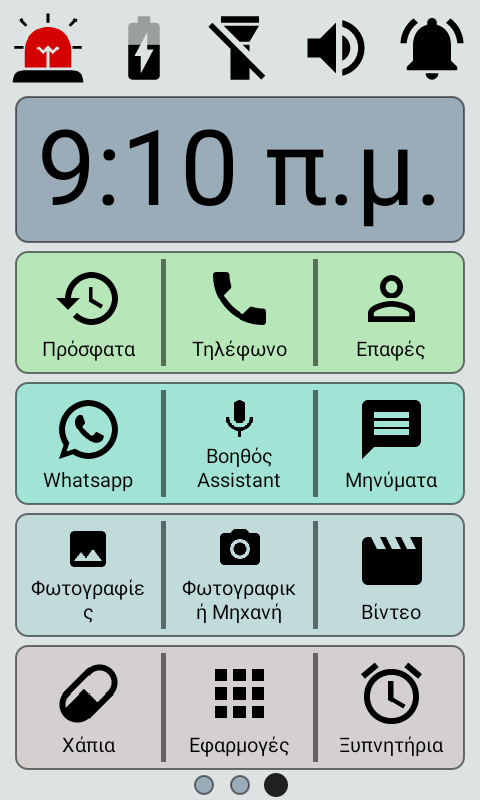 9:10 π.μ.
Πρόσφατα
Τηλέφωνο
Επαφές
Whatsapp
Βοηθός
Assistant
Μηνύματα
Φωτογραφίε
ς
Φωτογραφικ
ή Μηχανή
Βίντεο
Χάπια
Εφαρμογές
Ξυπνητήρια